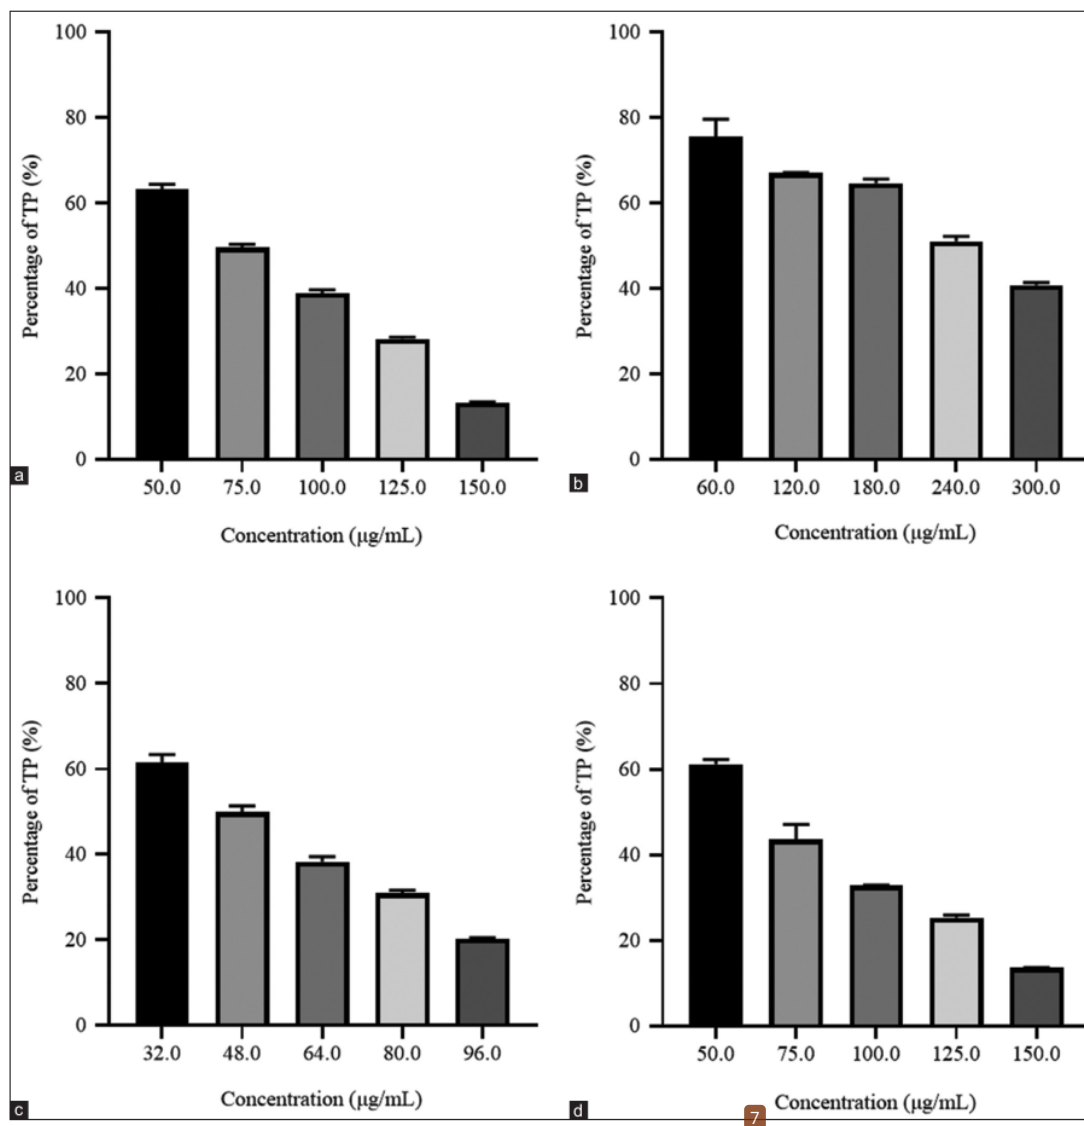 100
80
60
40
20
0
Percentage of TP (%)
50.0 75.0 100.0 125.0 150.0
Concentration (µg/mL)
a
100
80
60
40
20
0
Percentage of TP (%)
60.0 120.0 180.0 240.0 300.0
Concentration (µg/mL)
b
100
80
60
40
20
0
Percentage of TP (%)
32.0 48.0 64.0 80.0 96.0
Concentration (µg/mL)
c
100
80
60
40
20
0
Percentage of TP (%)
50.0 75.0 100.0 125.0 150.0
Concentration (µg/mL)
d
7